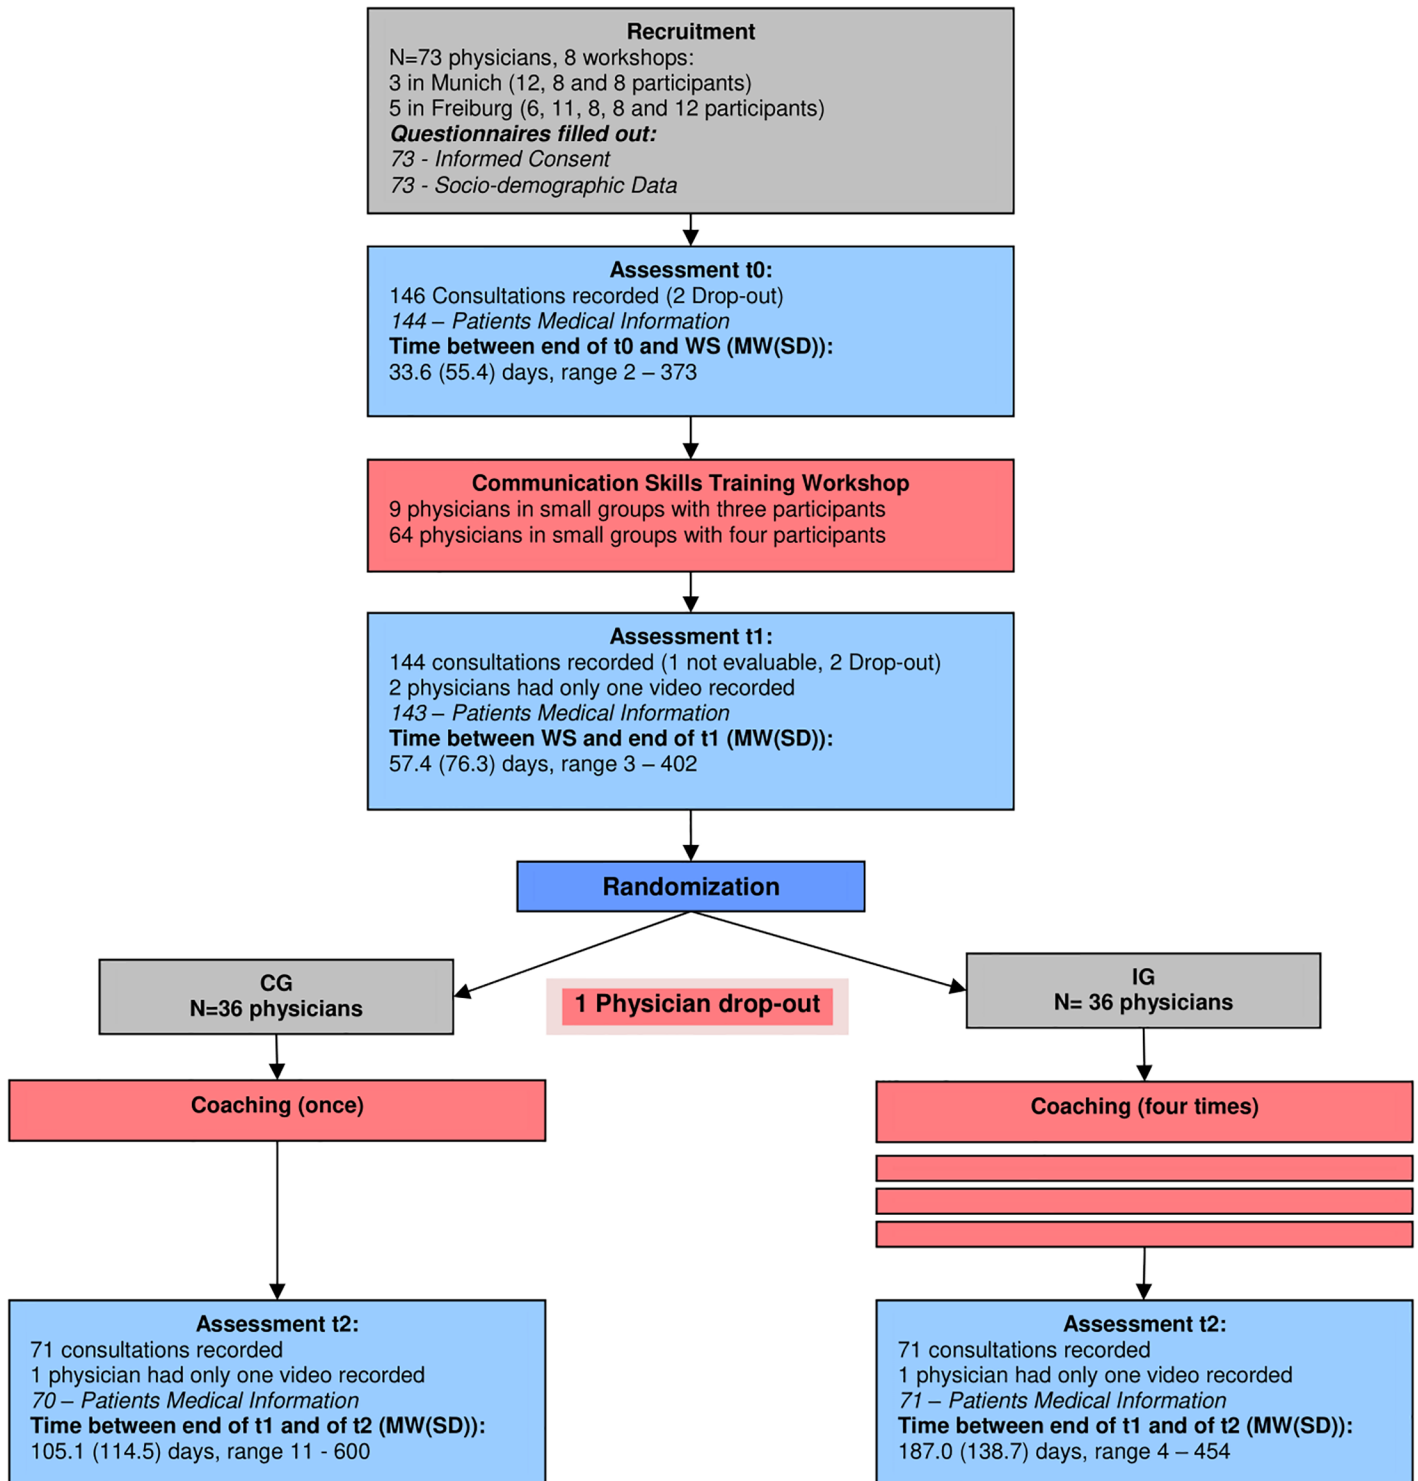 Recruitment
N=73 physicians, 8 workshops:
3 in Munich (12, 8 and 8 participants)
5 in Freiburg (6, 11, 8, 8 and 12 participants)
Questionnaires filled out:
73 - Informed Consent
73 - Socio-demographic Data
Assessment t0:
146 Consultations recorded (2 Drop-out)
144 – Patients Medical Information
Time between end of t0 and WS (MW(SD)):
33.6 (55.4) days, range 2 – 373
Communication Skills Training Workshop
9 physicians in small groups with three participants
64 physicians in small groups with four participants
Assessment t1:
144 consultations recorded (1 not evaluable, 2 Drop-out)
2 physicians had only one video recorded
143 – Patients Medical Information
Time between WS and end of t1 (MW(SD)):
57.4 (76.3) days, range 3 – 402
Randomization
CG
N=36 physicians
1 Physician drop-out
IG
N= 36 physicians
Coaching (once)
Coaching (four times)
Assessment t2:
71 consultations recorded
1 physician had only one video recorded
70 – Patients Medical Information
Time between end of t1 and of t2 (MW(SD)):
105.1 (114.5) days, range 11 - 600
Assessment t2:
71 consultations recorded
1 physician had only one video recorded
71 – Patients Medical Information
Time between end of t1 and of t2 (MW(SD)):
187.0 (138.7) days, range 4 – 454